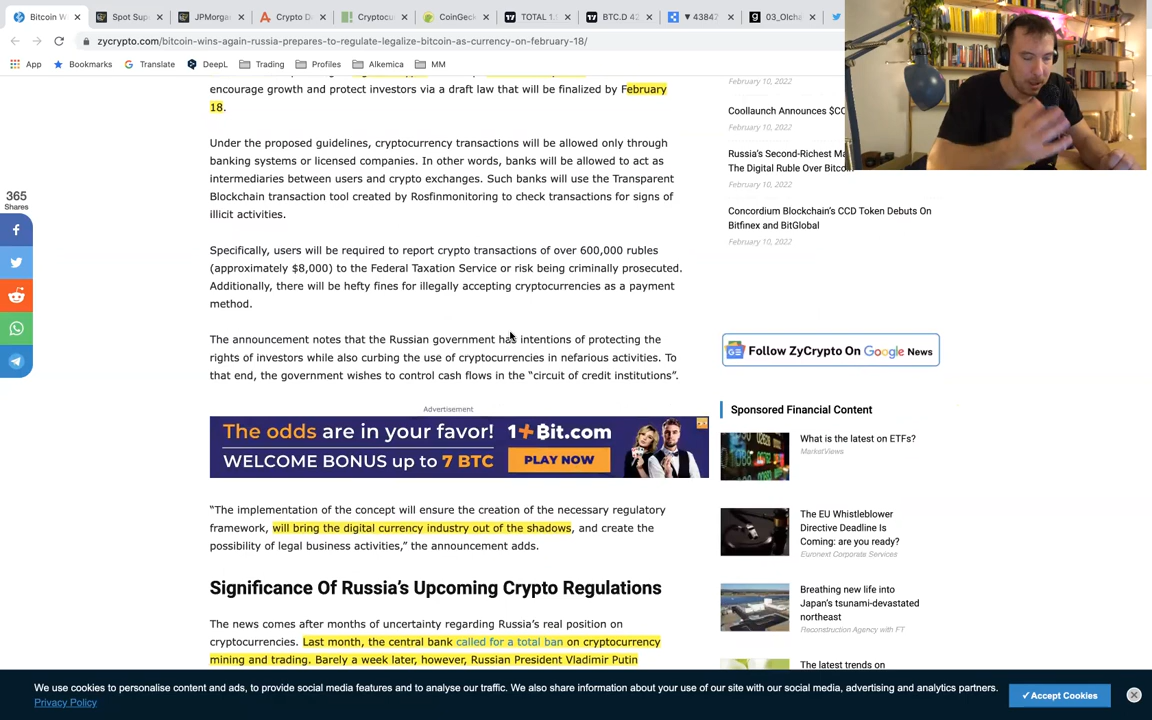 Bitcoin W
Spot Sup
JPMorga
Crypto D
Cryptocu
CoinGec
TOTAL 1.
BTC.D 42
▼ 43847
03_Olcha
zycrypto.com/bitcoin-wins-again-russia-prepares-to-regulate-legalize-bitcoin-as-currency-on-february-18/
App
Bookmarks
Translate
DeepL
Trading
Profiles
Alkemica
MM
encourage growth and protect investors via a draft law that will be finalized by February
18.
Under the proposed guidelines, cryptocurrency transactions will be allowed only through
banking systems or licensed companies. In other words, banks will be allowed to act as
intermediaries between users and crypto exchanges. Such banks will use the Transparent
Blockchain transaction tool created by Rosfinmonitoring to check transactions for signs of
illicit activities.
Specifically, users will be required to report crypto transactions of over 600,000 rubles
(approximately $8,000) to the Federal Taxation Service or risk being criminally prosecuted.
Additionally, there will be hefty fines for illegally accepting cryptocurrencies as a payment
method.
The announcement notes that the Russian government has intentions of protecting the
rights of investors while also curbing the use of cryptocurrencies in nefarious activities. To
that end, the government wishes to control cash flows in the “circuit of credit institutions”.
Advertisement
The odds are in your favor!
WELCOME BONUS up to 7 BTC
1+Bit.com
PLAY NOW
“The implementation of the concept will ensure the creation of the necessary regulatory
framework, will bring the digital currency industry out of the shadows, and create the
possibility of legal business activities,” the announcement adds.
Significance Of Russia’s Upcoming Crypto Regulations
The news comes after months of uncertainty regarding Russia’s real position on
cryptocurrencies. Last month, the central bank called for a total ban on cryptocurrency
mining and trading. Barely a week later, however, Russian President Vladimir Putin
365
Shares
February 10, 2022
Coollaunch Announces $CO
February 10, 2022
Russia’s Second-Richest Ma
The Digital Ruble Over Bitco
February 10, 2022
Concordium Blockchain’s CCD Token Debuts On
Bitfinex and BitGlobal
February 10, 2022
Follow ZyCrypto On Google News
Sponsored Financial Content
What is the latest on ETFs?
MarketViews
The EU Whistleblower
Directive Deadline Is
Coming: are you ready?
Euronext Corporate Services
Breathing new life into
Japan’s tsunami-devastated
northeast
Reconstruction Agency with FT
The latest trends on
We use cookies to personalise content and ads, to provide social media features and to analyse our traffic. We also share information about your use of our site with our social media, advertising and analytics partners.
Privacy Policy
✓Accept Cookies